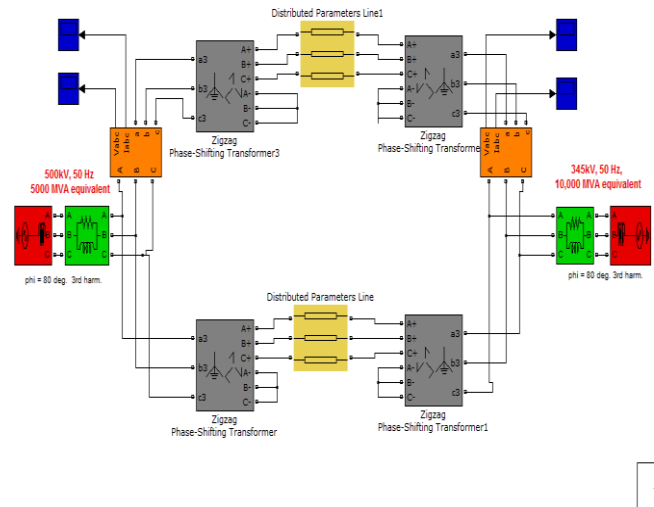 Distributed Parameters Line1
A+
B+
C+
A-
B-
C-
a3
b3
c3
A+
B+
C+
A-
B-
C-
a3
b3
c3
Zigzag
Phase-Shifting Transformer3
Zigzag
Phase-Shifting Transforme
Vabc
Iabc
a
b
c
A
B
C
Vabc
Iabc
a
b
c
A
B
C
500kV, 50 Hz
5000 MVA equivalent
345kV, 50 Hz,
10,000 MVA equivalent
A
B
C
A
B
C
A
B
C
A
B
C
phi = 80 deg. 3rd harm.
phi = 80 deg. 3rd harm.
Distributed Parameters Line
a3
b3
c3
A+
B+
C+
A-
B-
C-
A+
B+
C+
A-
B-
C-
a3
b3
c3
Zigzag
Phase-Shifting Transformer
Zigzag
Phase-Shifting Transformer1